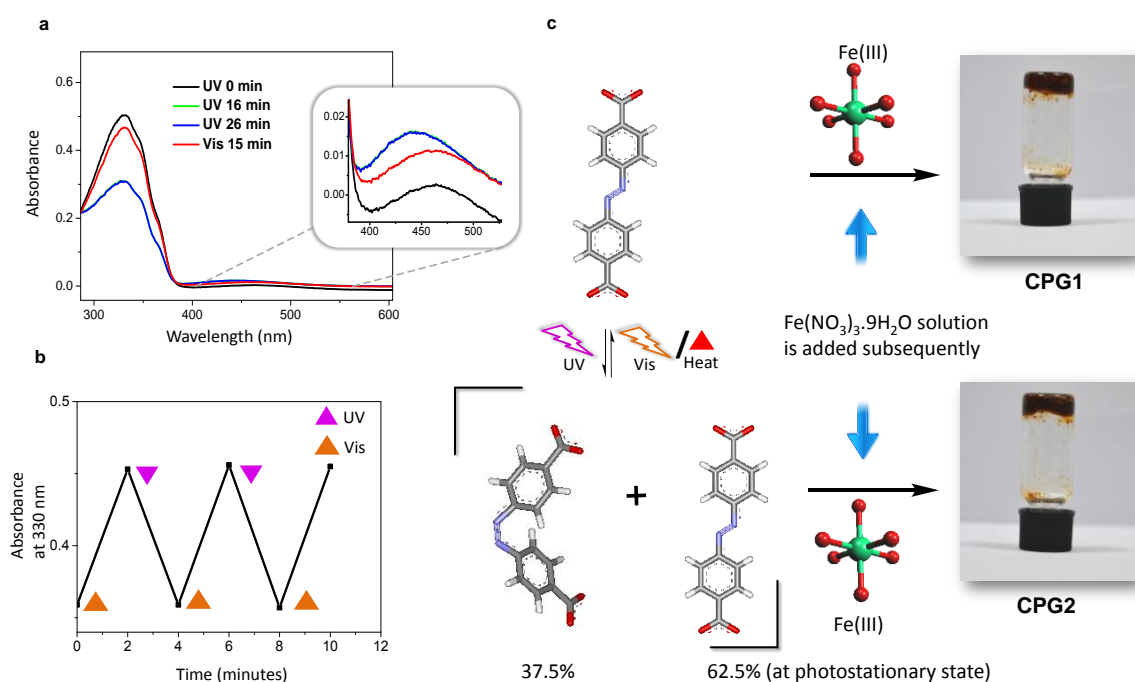 a
UV 0 min
UV 16 min
UV 26 min
Vis 15 min
0.6
0.4
0.2
0.0
Absorbance
300
400
500
600
Wavelength (nm)
0.02
0.01
0.00
400
450
500
b
UV
Vis
0.5
0.4
Absorbance
at 330 nm
0
2
4
6
8
10
12
Time (minutes)
c
Fe(III)
CPG1
UV
Vis
/
Heat
Fe(NO3)3.9H2O solution
is added subsequently
+
Fe(III)
CPG2
37.5%
62.5% (at photostationary state)